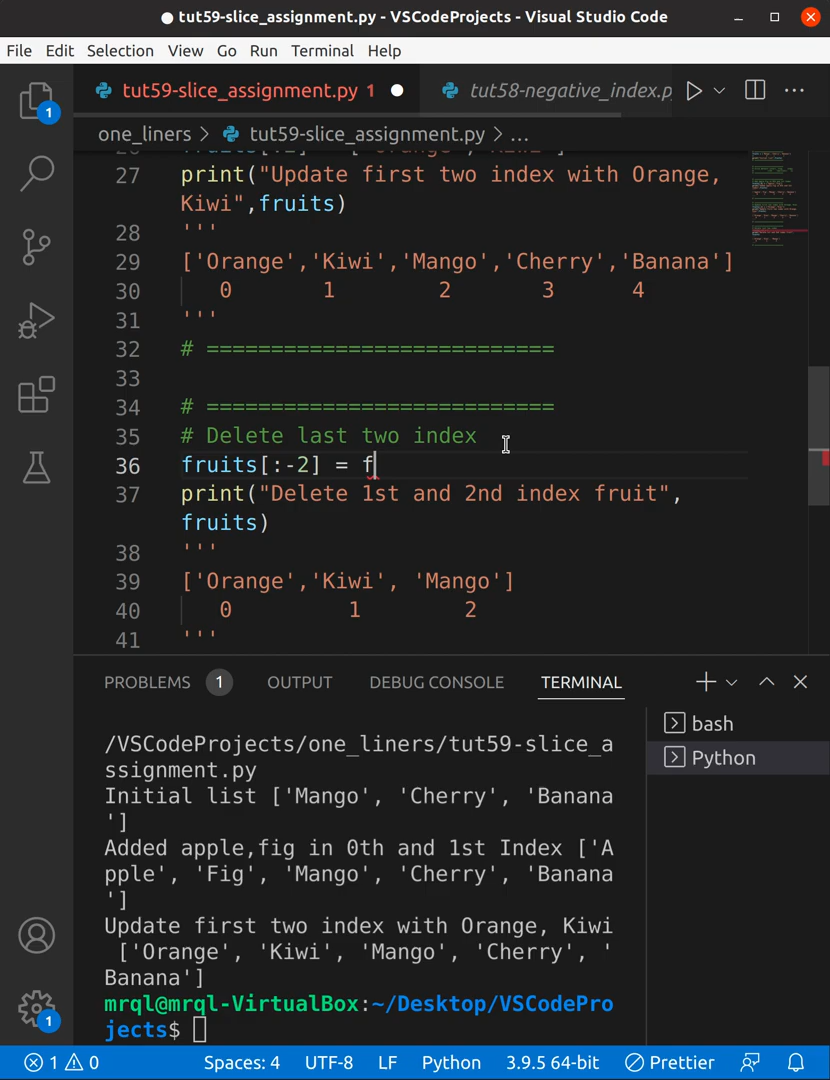 tut59-slice_assignment.py - VSCodeProjects - Visual Studio Code
File Edit Selection View Go Run Terminal Help
tut59-slice_assignment.py 1 tut58-negative_index.p
one_liners > tut59-slice_assignment.py > ...
27 print("Update first two index with Orange,
Kiwi",fruits)
28 '''
29 ['Orange','Kiwi','Mango','Cherry','Banana']
30 0 1 2 3 4
31 '''
32 # ===========================
33
34 # ===========================
35 # Delete last two index
36 fruits[:-2] = f
37 print("Delete 1st and 2nd index fruit",
fruits)
38 '''
39 ['Orange','Kiwi', 'Mango']
40 0 1 2
41 '''
PROBLEMS 1 OUTPUT DEBUG CONSOLE TERMINAL
bash
Python
/VSCodeProjects/one_liners/tut59-slice_a
ssignment.py
Initial list ['Mango', 'Cherry', 'Banana
']
Added apple,fig in 0th and 1st Index ['A
pple', 'Fig', 'Mango', 'Cherry', 'Banana
']
Update first two index with Orange, Kiwi
['Orange', 'Kiwi', 'Mango', 'Cherry', '
Banana']
mrql@mrql-VirtualBox:~/Desktop/VSCodePro
jects$
1 0 Spaces: 4 UTF-8 LF Python 3.9.5 64-bit Prettier